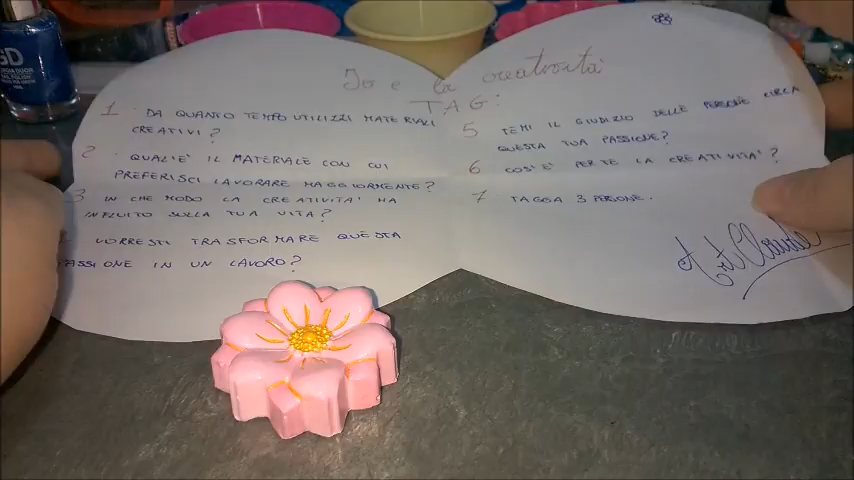 Io e la creatività
TAG:
1 DA QUANTO TEMPO UTILIZZI MATERIALI
CREATIVI?
2 QUAL'E' IL MATERIALE CON CUI
PREFERISCI LAVORARE MAGGIORMENTE?
3 IN CHE MODO LA CREATIVITA' HA
INFLUITO SULLA TUA VITA?
VORRESTI TRASFORMARE QUESTA
ASSIONE IN UN LAVORO?
5 TEMI IL GIUDIZIO DELLE PERSONE CIRCA
QUESTA TUA PASSIONE?
6 COS'E' PER TE LA CREATIVITA'?
7 TAGGA 3 PERSONE.
ArtClaude
GD